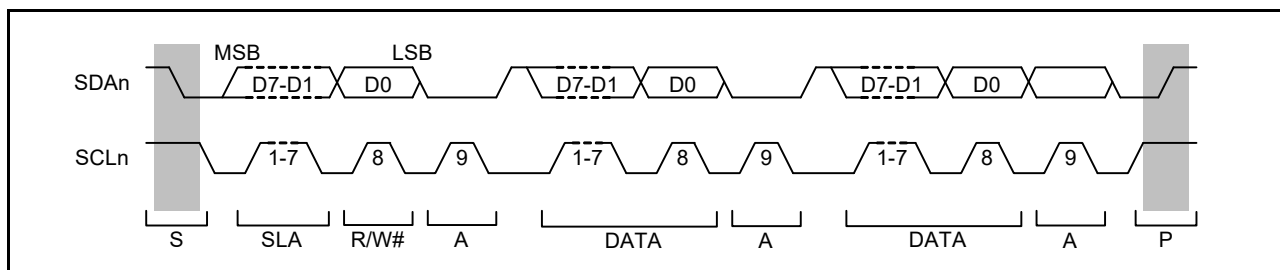 MSB LSB
SDAn D7-D1 D0 D7-D1 D0 D7-D1 D0
SCLn 1-7 8 9 1-7 8 9 1-7 8 9
S SLA R/W# A DATA A DATA A P